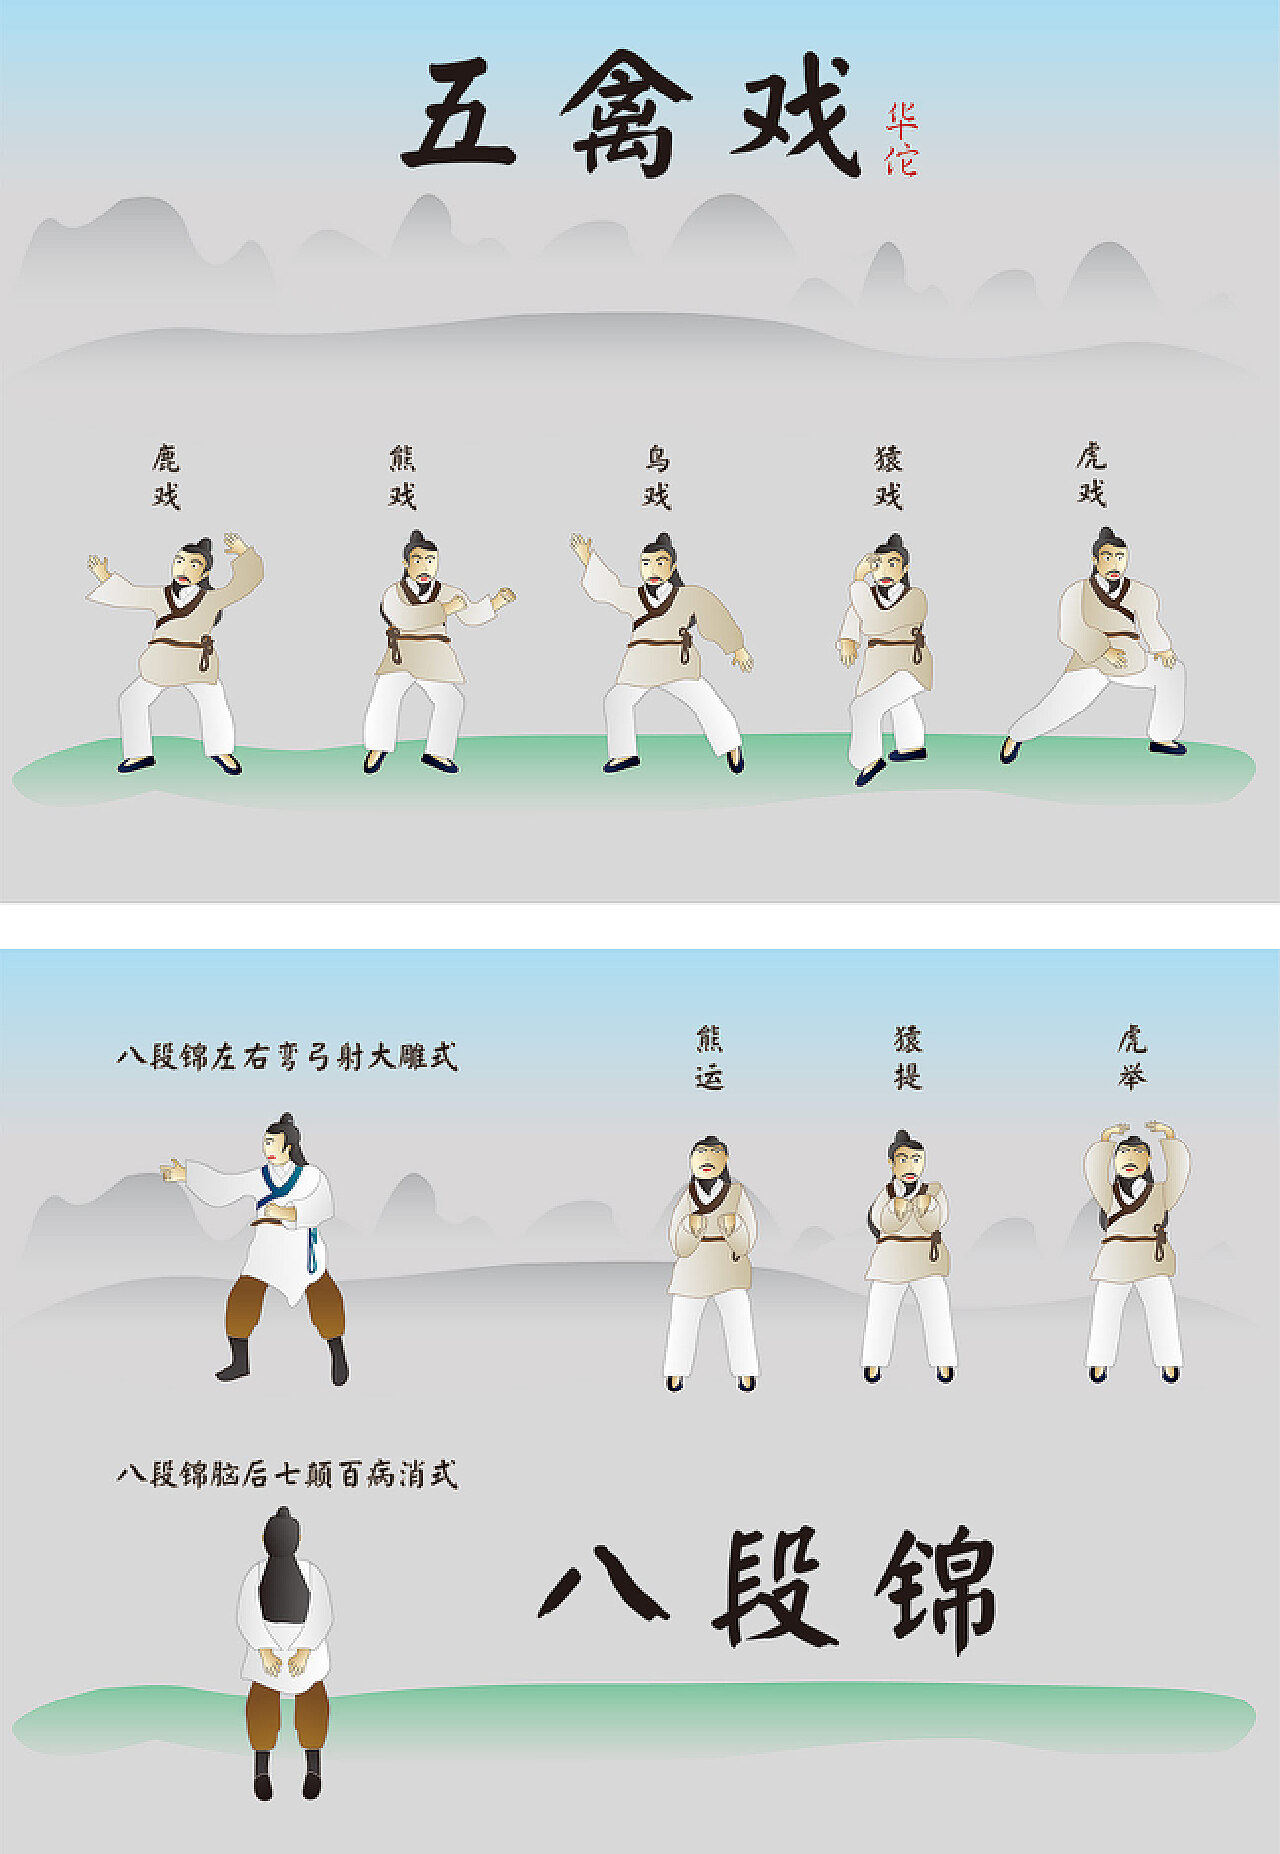 五禽戏
华佗
鹿戏
熊戏
鸟戏
猿戏
虎戏
八段锦左右弯弓射大雕式
熊运
猿提
虎举
八段锦脑后七颠百病消式
八段锦